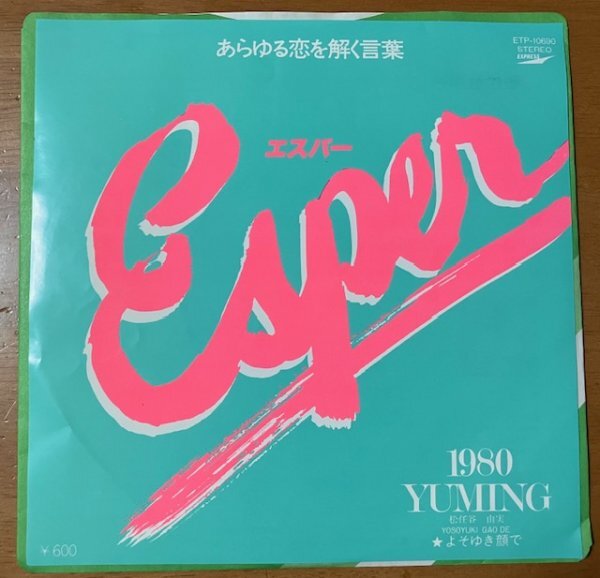 あらゆる恋を解く言葉
ETP-10690
STEREO
EXPRESS
エスパー
Esper
1980
YUMING
松任谷 由実
YOSOYUKI GAO DE
★よそゆき顔で
¥600